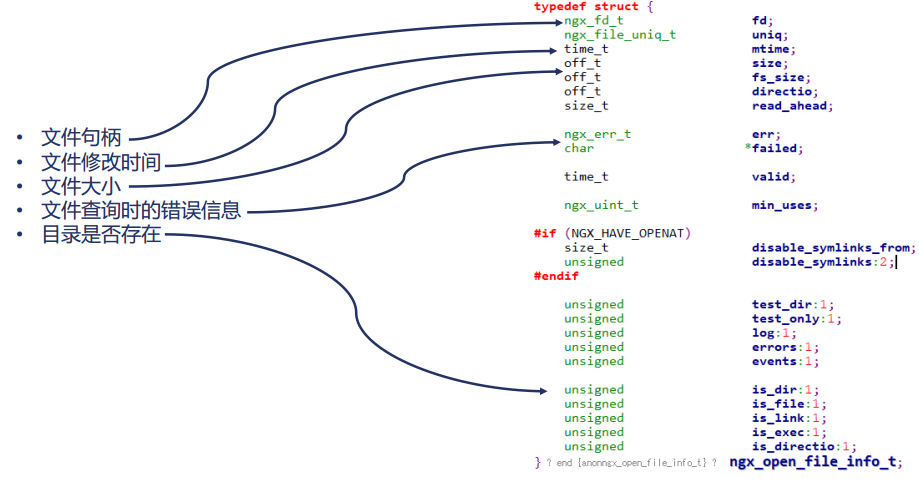 • 文件句柄
• 文件修改时间
• 文件大小
• 文件查询时的错误信息
• 目录是否存在
typedef struct {
ngx_fd_t fd;
ngx_file_uniq_t uniq;
time_t mtime;
off_t size;
off_t fs_size;
off_t directio;
size_t read_ahead;
ngx_err_t err;
char *failed;
time_t valid;
ngx_uint_t min_uses;
#if (NGX_HAVE_OPENAT)
size_t disable_symlinks_from;
unsigned disable_symlinks:2;
#endif
unsigned test_dir:1;
unsigned test_only:1;
unsigned log:1;
unsigned errors:1;
unsigned events:1;
unsigned is_dir:1;
unsigned is_file:1;
unsigned is_link:1;
unsigned is_exec:1;
unsigned is_directio:1;
} ? end {anonngx_open_file_info_t} ? ngx_open_file_info_t;